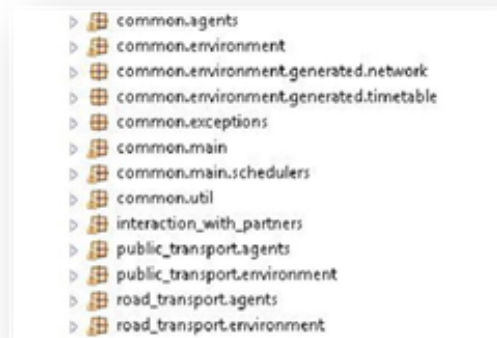 common.agents
common.environment
common.environment.generated.network
common.environment.generated.timetable
common.exceptions
common.main
common.main.schedulers
common.util
interaction_with_partners
public_transport.agents
public_transport.environment
road_transport.agents
road_transport.environment